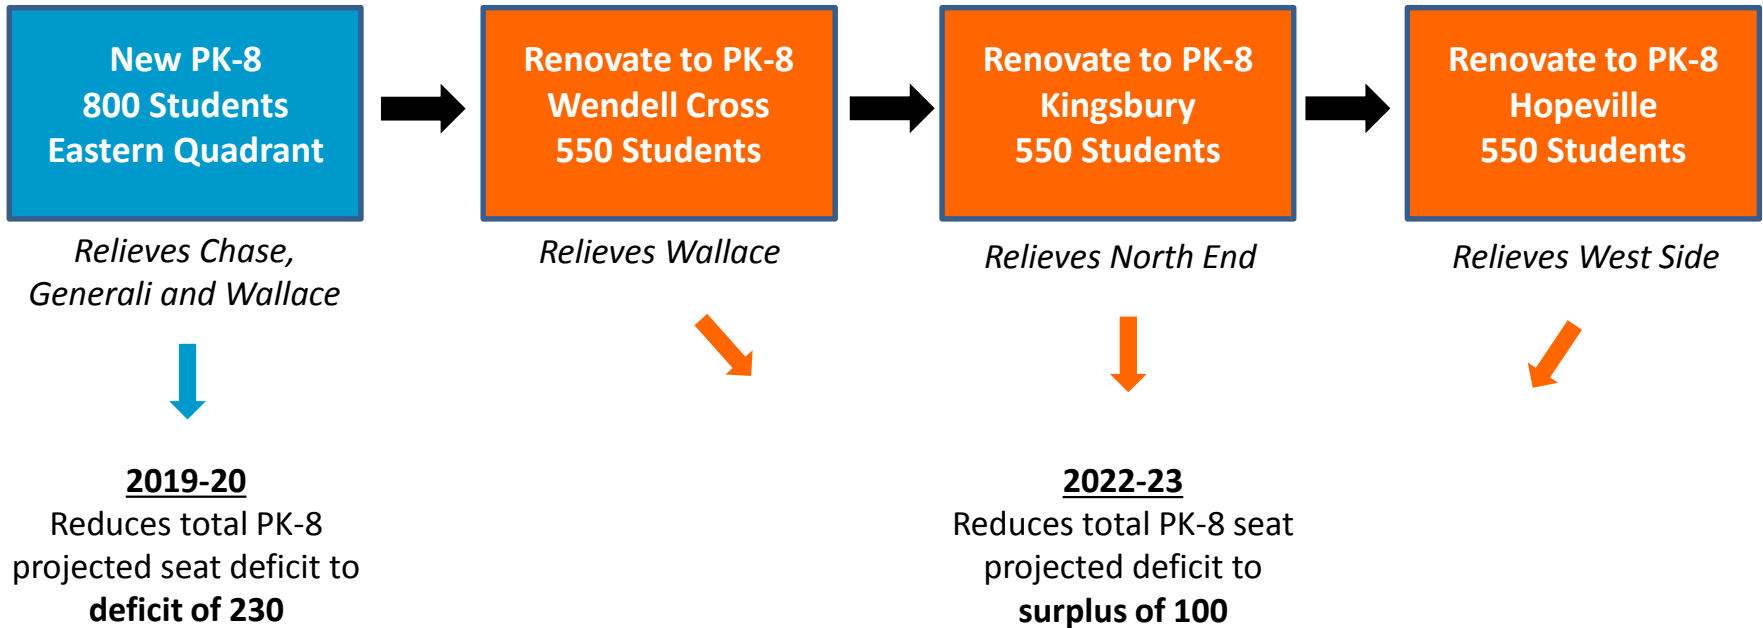 New PK-8
800 Students
Eastern Quadrant
Renovate to PK-8
Wendell Cross
550 Students
Renovate to PK-8
Kingsbury
550 Students
Renovate to PK-8
Hopeville
550 Students
Relieves Chase,
Generali and Wallace
Relieves Wallace
Relieves North End
Relieves West Side
2019-20
Reduces total PK-8
projected seat deficit to
deficit of 230
2022-23
Reduces total PK-8 seat
projected deficit to
surplus of 100